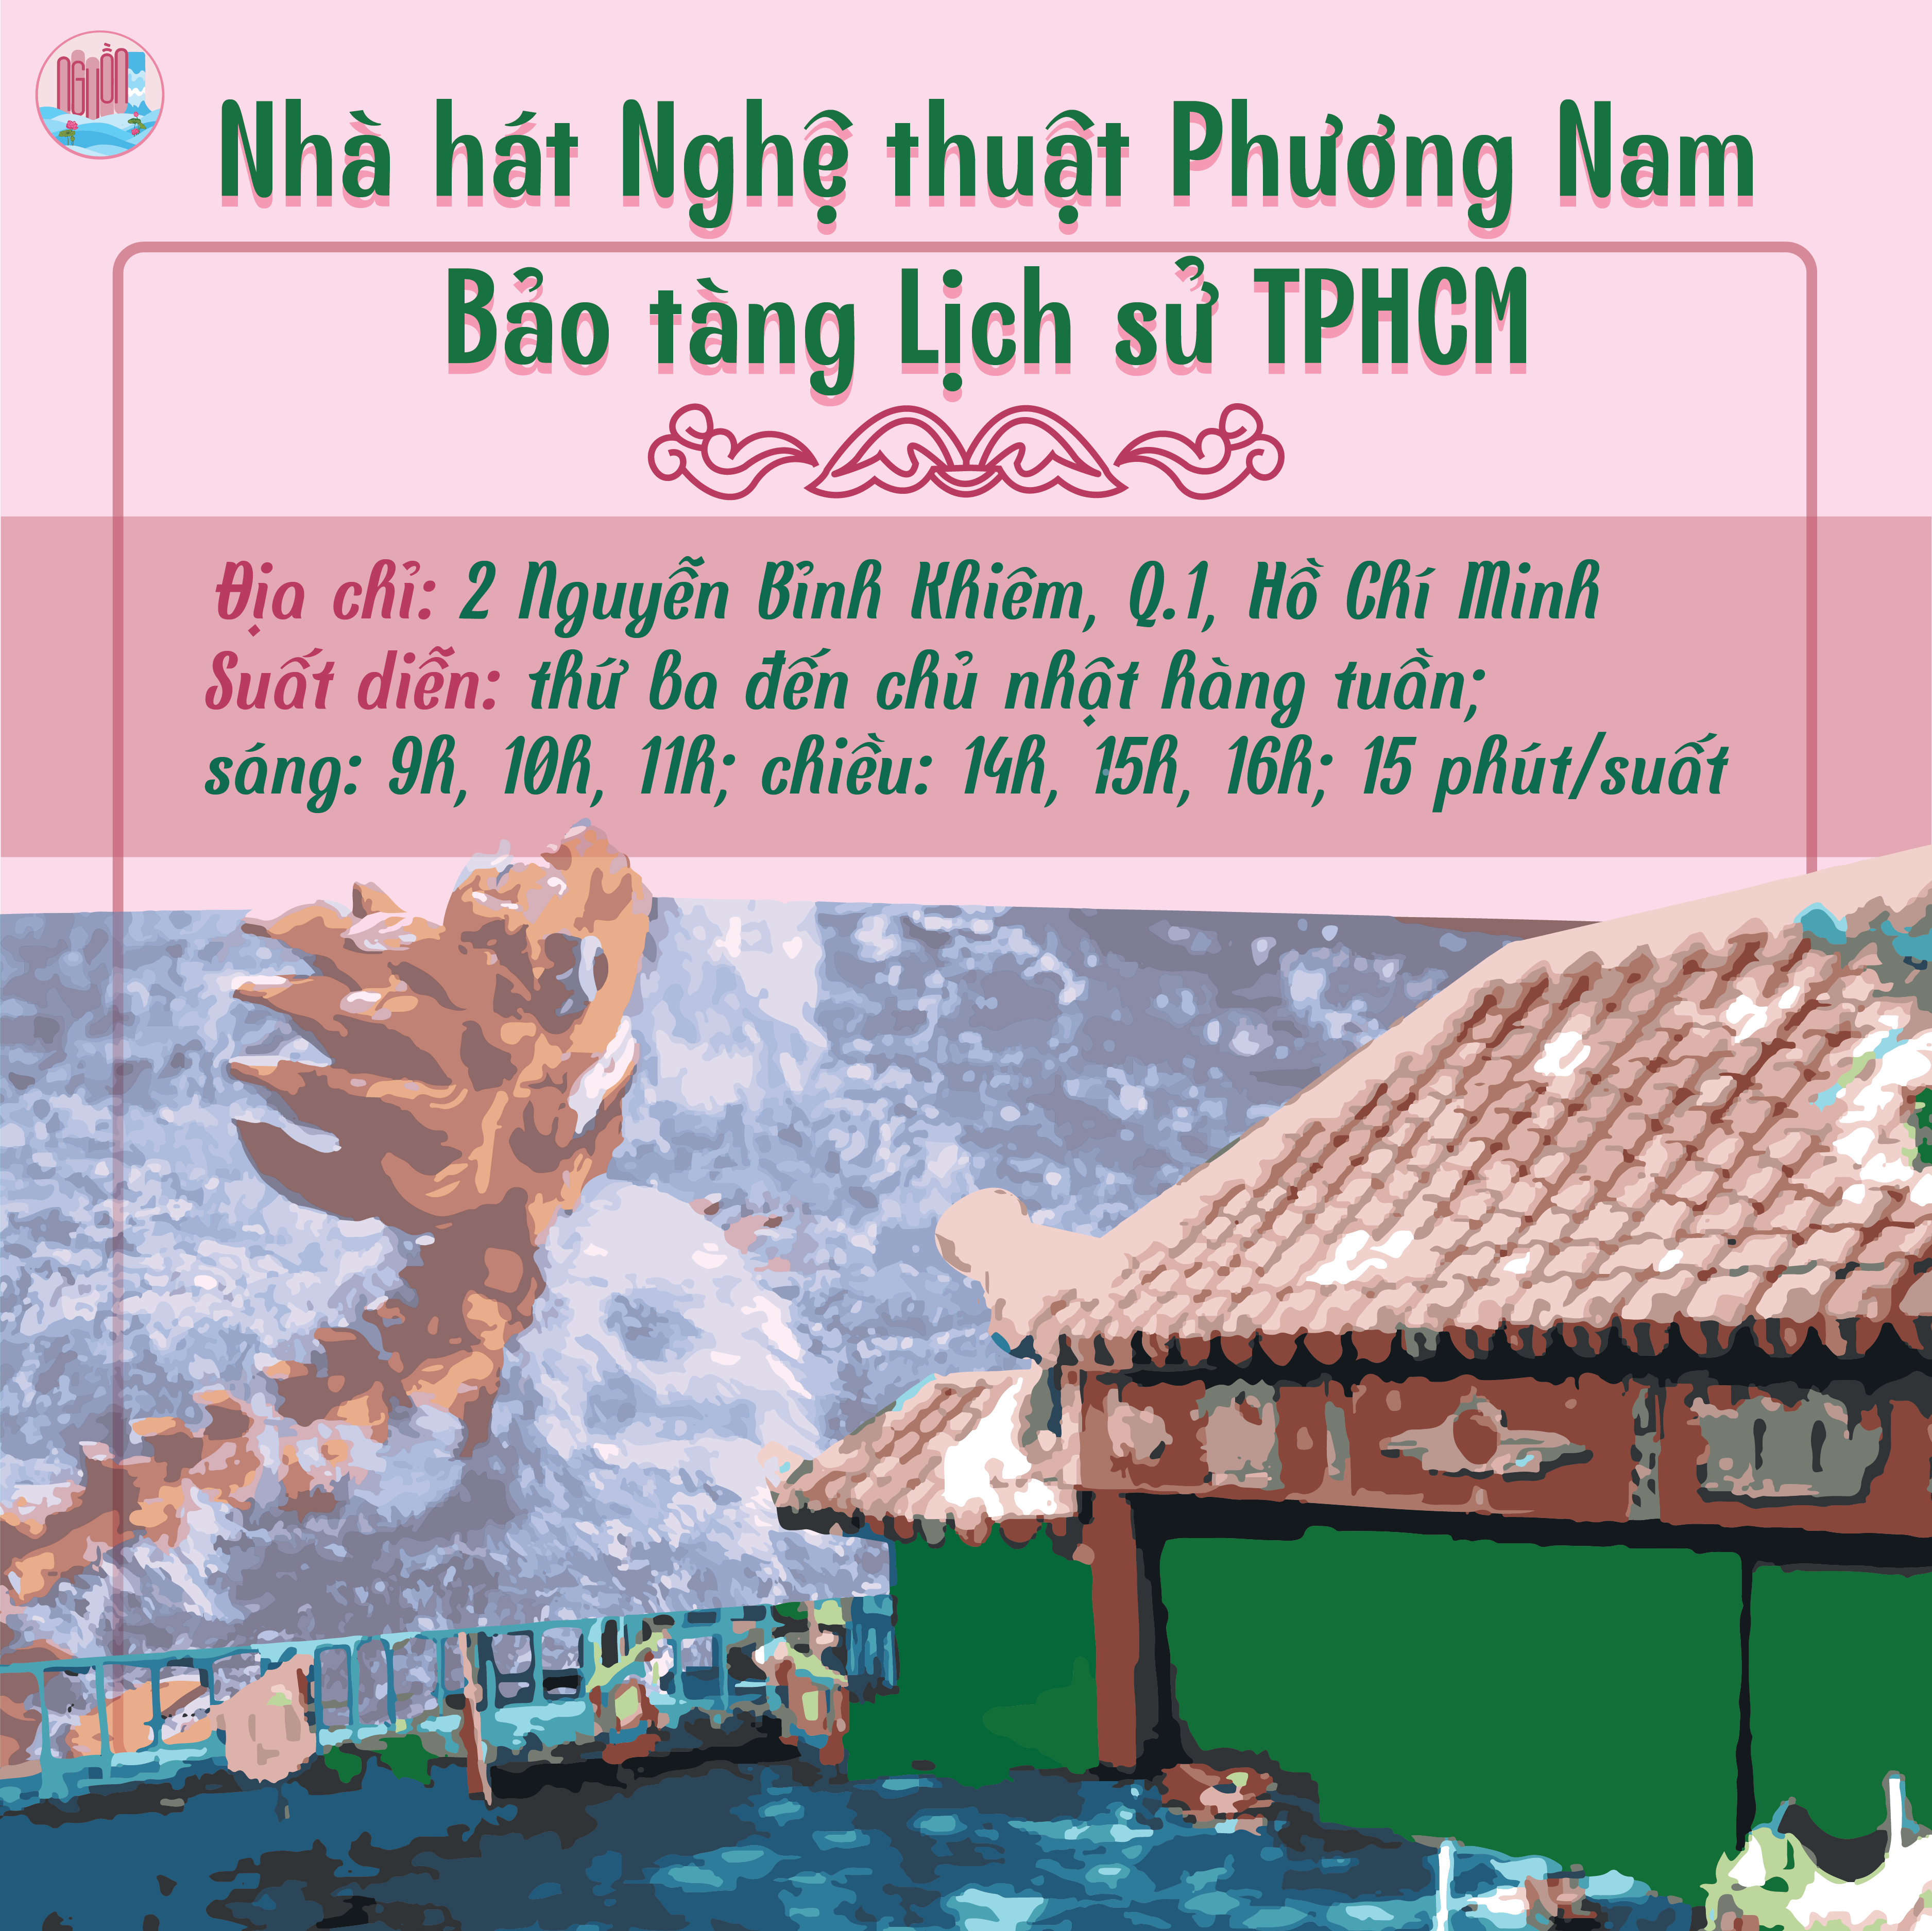 NGUỒN
Nhà hát Nghệ thuật Phương Nam
Bảo tàng Lịch sử TPHCM
Địa chỉ: 2 Nguyễn Bỉnh Khiêm, Q.1, Hồ Chí Minh
Suất diễn: thứ ba đến chủ nhật hàng tuần;
sáng: 9h, 10h, 11h; chiều: 14h, 15h, 16h; 15 phút/suất